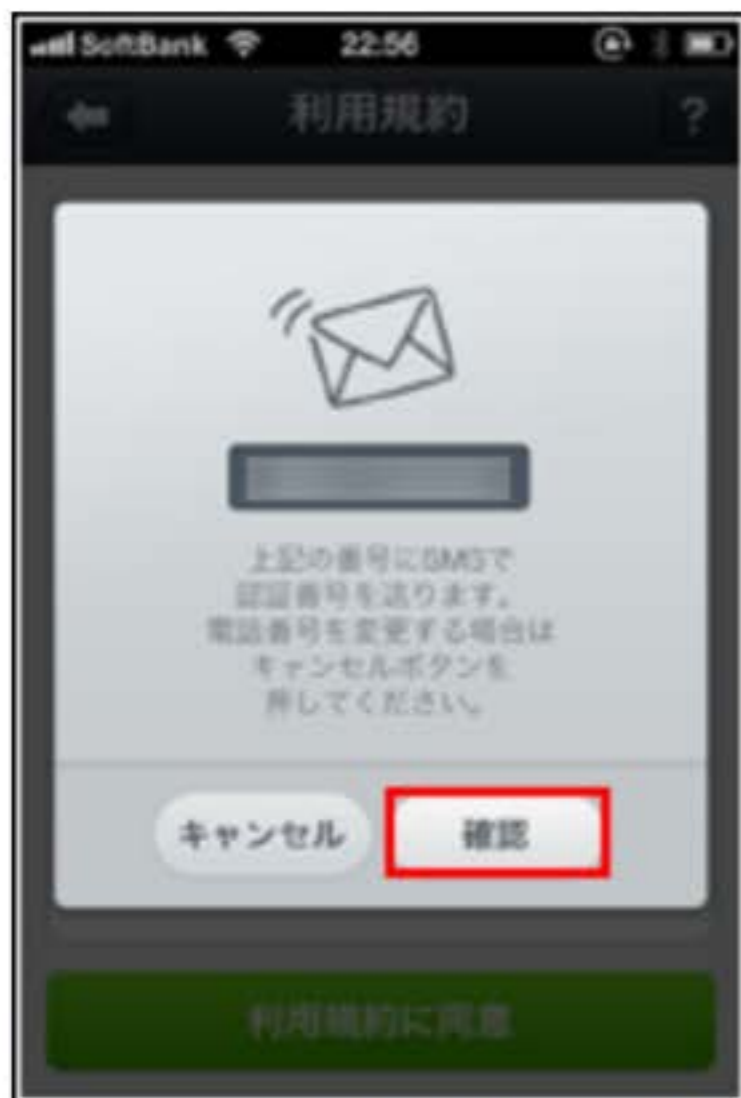 SoftBank 22:56
利用規約 ?
上記の番号にSMSで
認証番号を送ります。
電話番号を変更する場合は
キャンセルボタンを
押してください。
キャンセル 確認
利用規約に同意